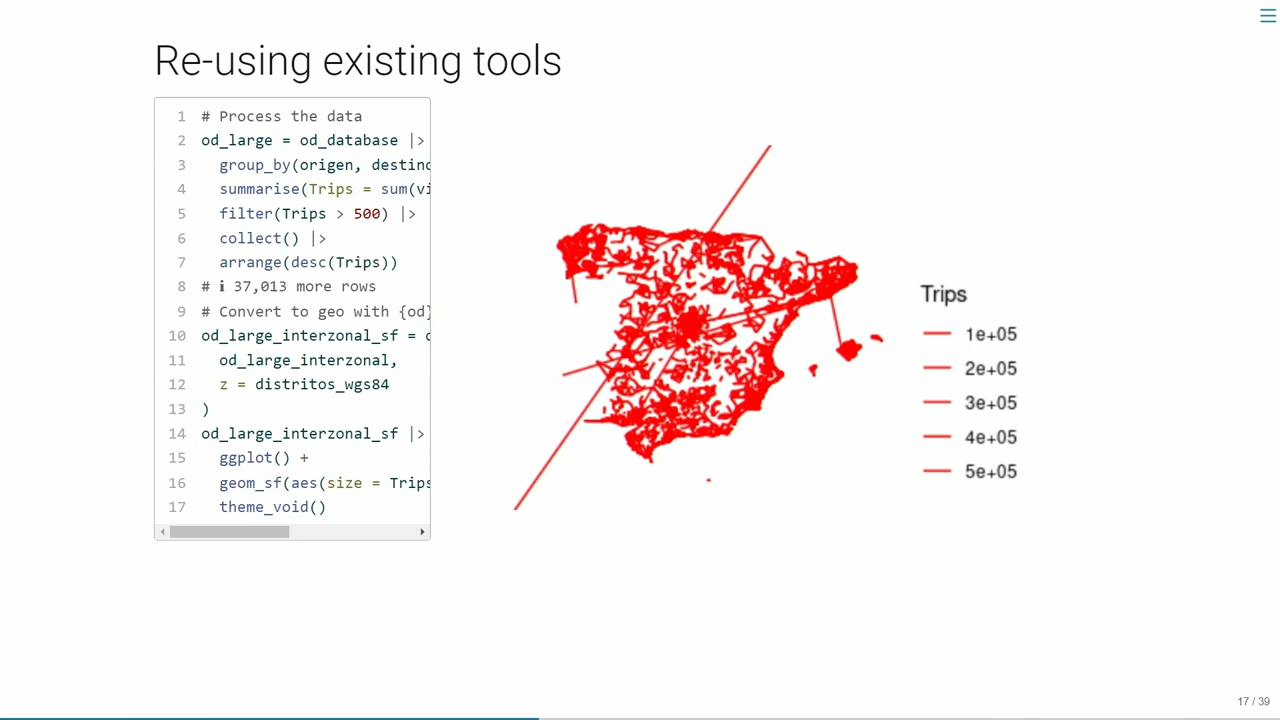 Re-using existing tools
1 # Process the data
2 od_large = od_database |>
3 group_by(origen, destino
4 summarise(Trips = sum(vi
5 filter(Trips > 500) |>
6 collect() |>
7 arrange(desc(Trips))
8 # ℹ 37,013 more rows
9 # Convert to geo with {od}
10 od_large_interzonal_sf = o
11 od_large_interzonal,
12 z = distritos_wgs84
13 )
14 od_large_interzonal_sf |>
15 ggplot() +
16 geom_sf(aes(size = Trips
17 theme_void()
Trips
1e+05
2e+05
3e+05
4e+05
5e+05
17 / 39